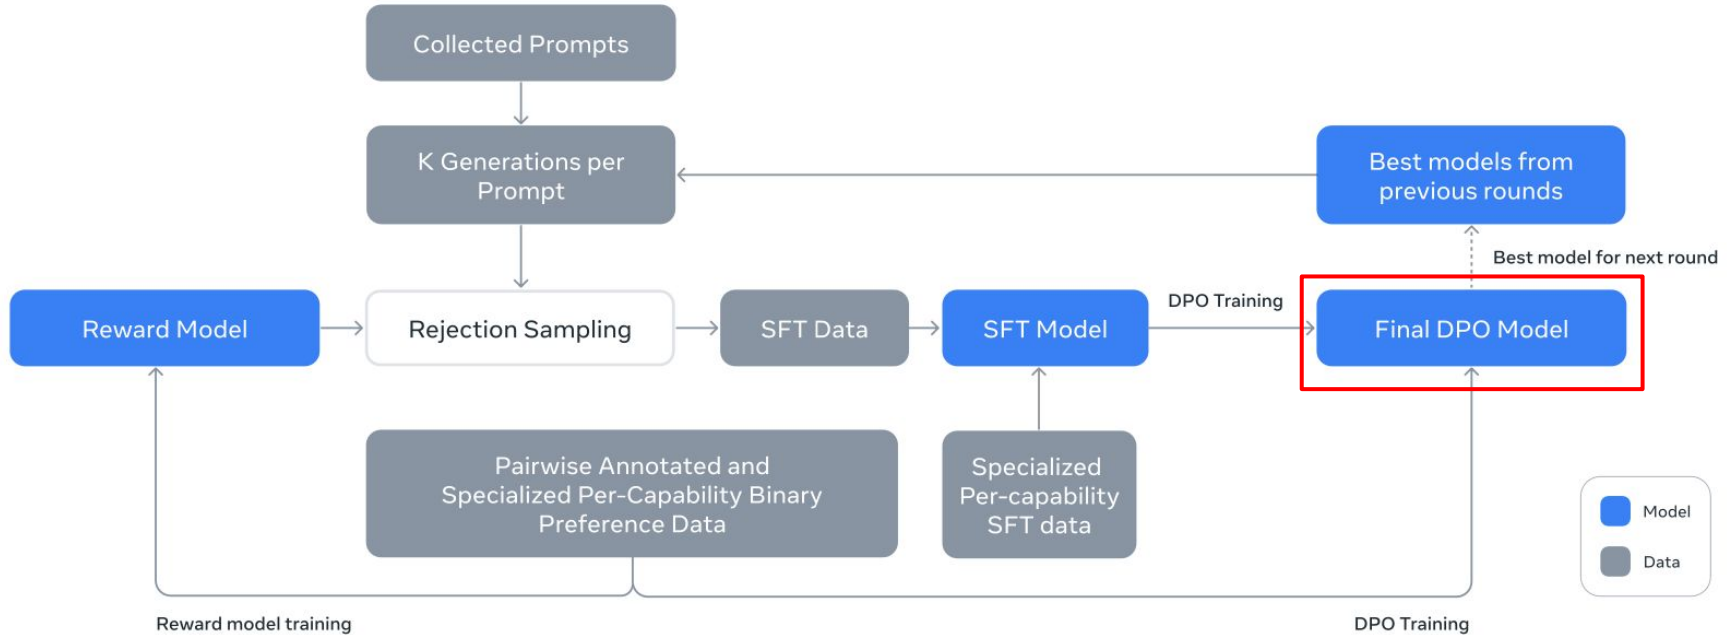 Collected Prompts
K Generations per
Prompt
Best models from
previous rounds
Best model for next round
Reward Model
Rejection Sampling
SFT Data
SFT Model
DPO Training
Final DPO Model
Pairwise Annotated and
Specialized Per-Capability Binary
Preference Data
Specialized
Per-capability
SFT data
Model
Data
Reward model training
DPO Training